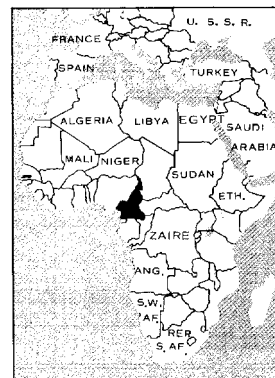 U. S. S. R.
FRANCE
SPAIN
TURKEY
ALGERIA
LIBYA
EGYPT
SAUDI
ARABIA
MALI
NIGER
SUDAN
ETH.
ZAIRE
ANG.
S.W.
AF.
REP.
S. AF.